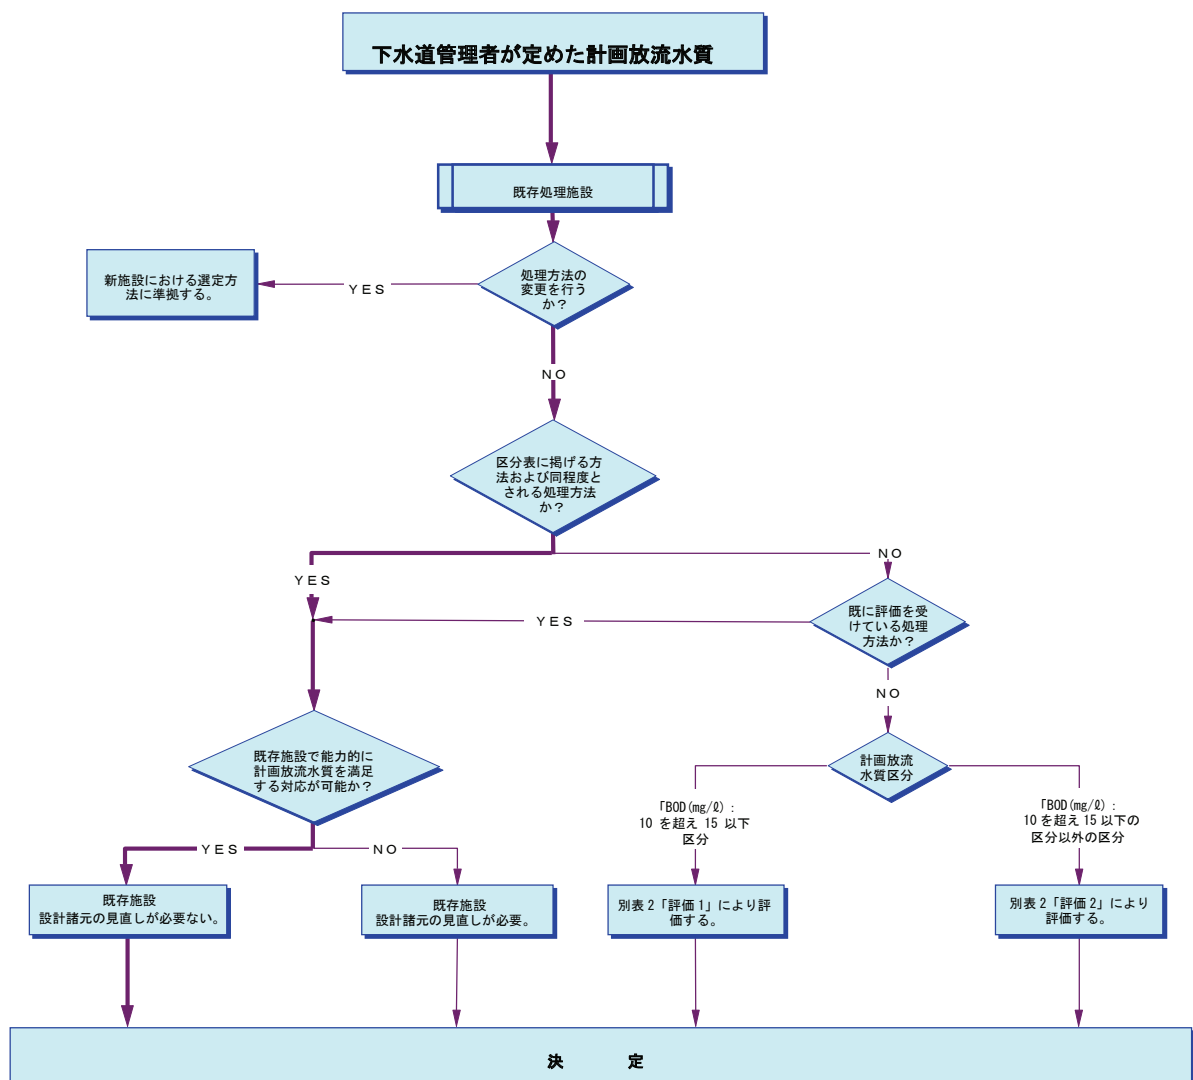 下水道管理者が定めた計画放流水質
既存処理施設
処理方法の
変更を行う
か？
YES
新施設における選定方
法に準拠する。
NO
区分表に掲げる方
法および同程度と
される処理方法
か？
YES
NO
既に評価を受
けている処理
方法か？
YES
NO
既存施設で能力的に
計画放流水質を満足
する対応が可能か？
計画放流
水質区分
YES
NO
「BOD(mg/ℓ)：
10 を超え 15 以下
区分
「BOD(mg/ℓ)：
10 を超え 15 以下の
区分以外の区分
既存施設
設計諸元の見直しが必要ない。
既存施設
設計諸元の見直しが必要。
別表２「評価１」により評
価する。
別表２「評価２」により
評価する。
決　　　定